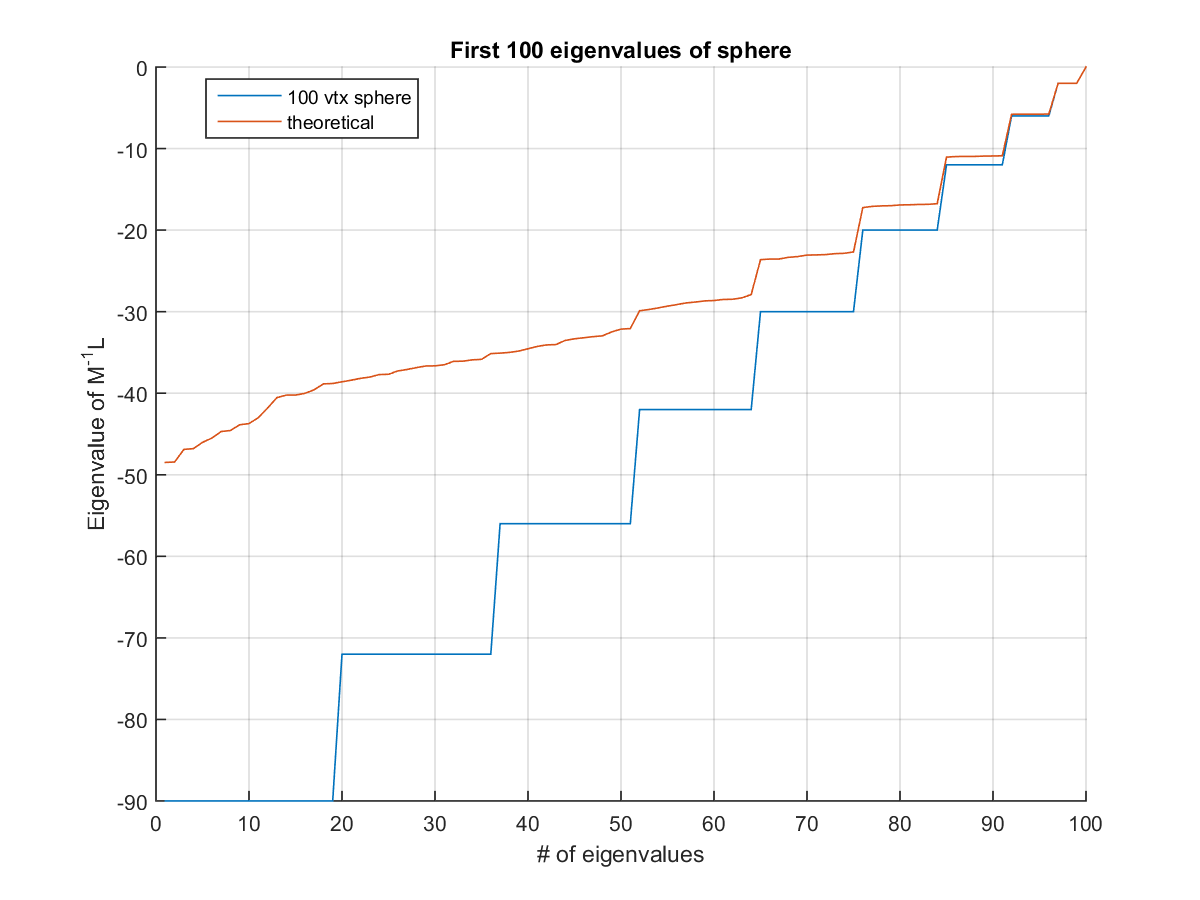 First 100 eigenvalues of sphere
100 vtx sphere
theoretical
0
-10
-20
-30
-40
-50
-60
-70
-80
-90
Eigenvalue of M-1L
0 10 20 30 40 50 60 70 80 90 100
# of eigenvalues